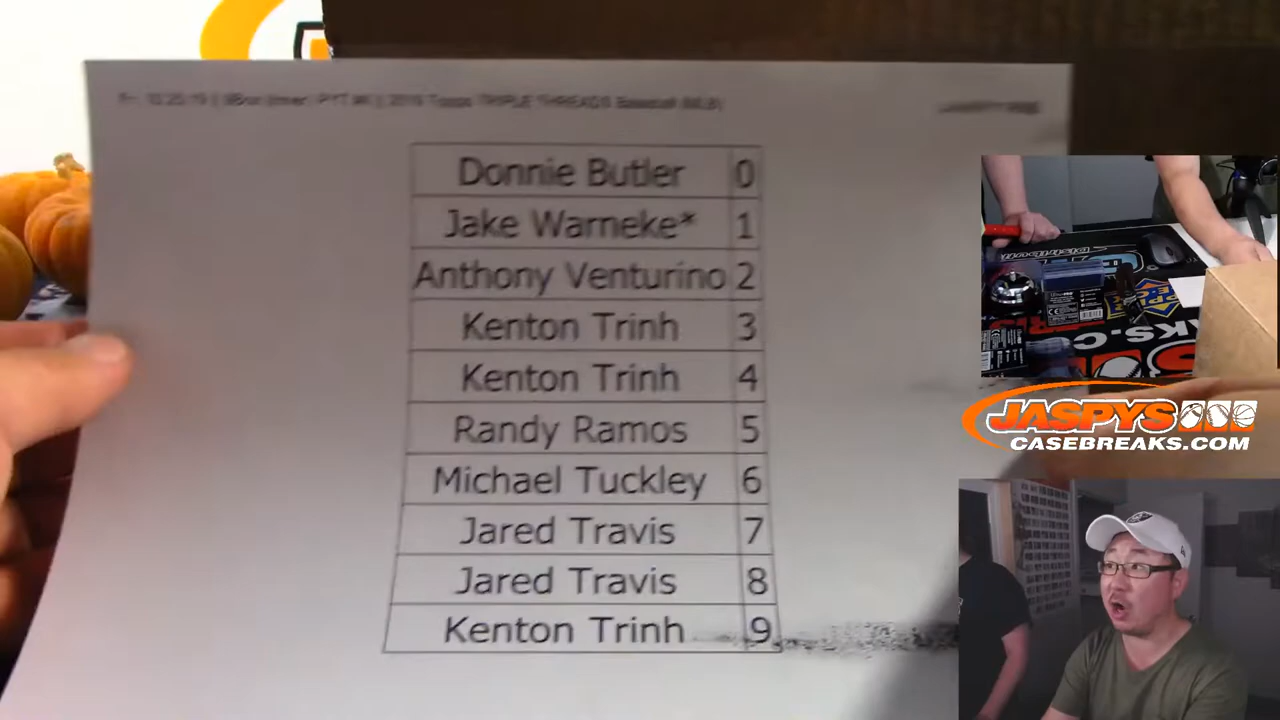 Donnie Butler 0
Jake Warneke* 1
Anthony Venturino 2
Kenton Trinh 3
Kenton Trinh 4
Randy Ramos 5
Michael Tuckley 6
Jared Travis 7
Jared Travis 8
Kenton Trinh 9
JASPYS
CASEBREAKS.COM